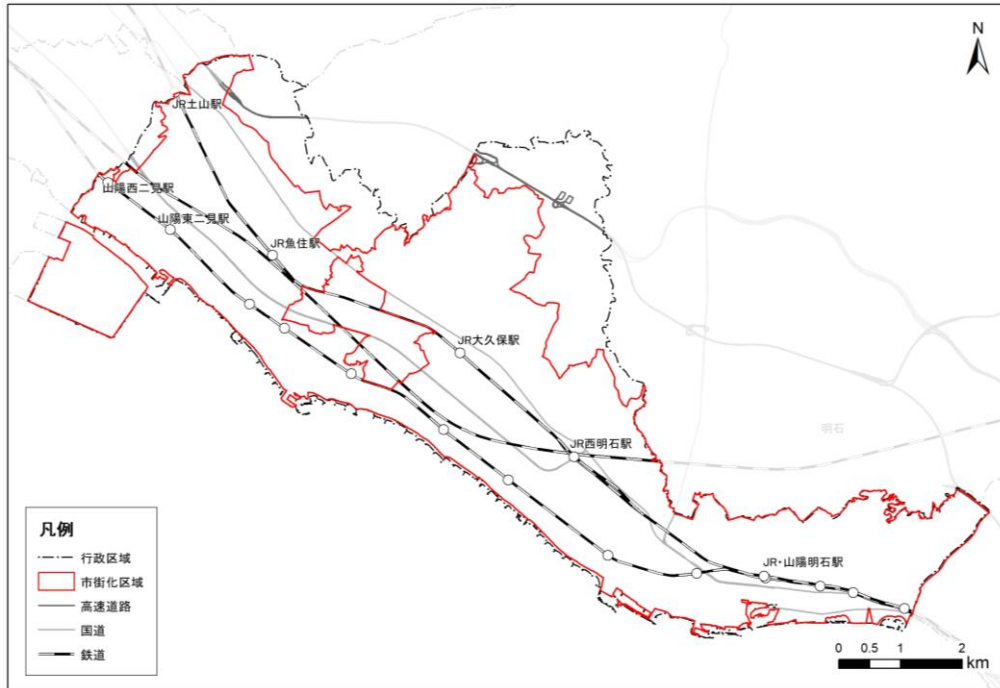 N
JR土山駅
山陽西二見駅
山陽東二見駅
JR魚住駅
JR大久保駅
明石
JR西明石駅
JR・山陽明石駅
凡例
行政区域
市街化区域
高速道路
国道
鉄道
0 0.5 1 2
km